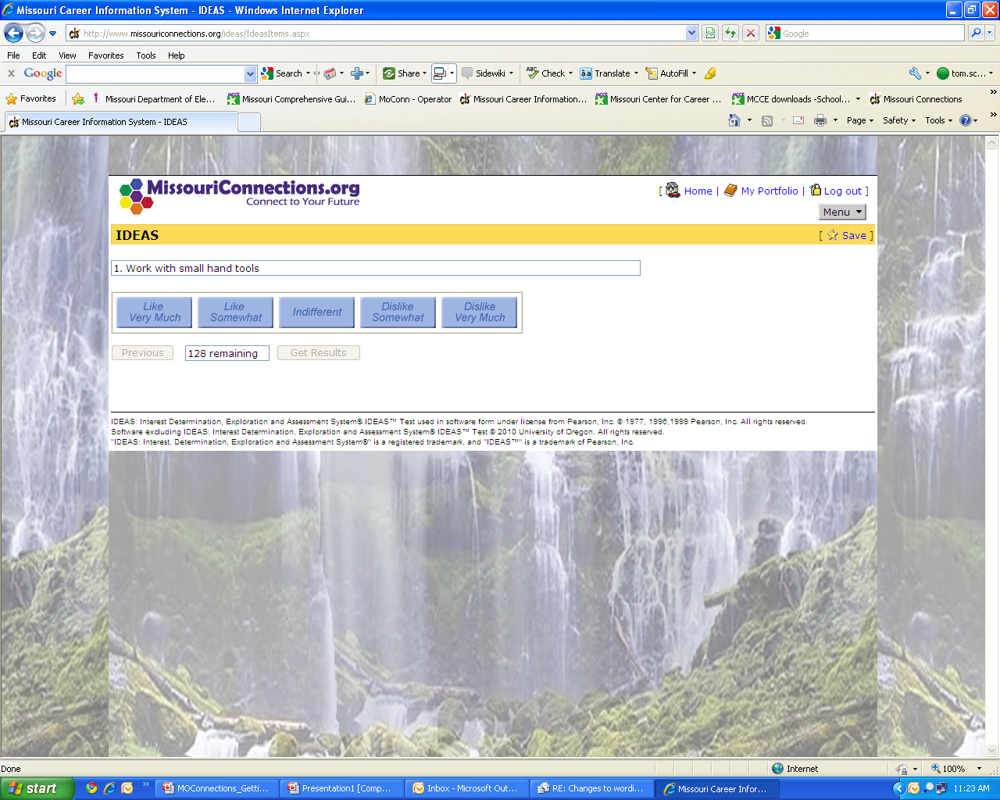 Missouri Career Information System - IDEAS - Windows Internet Explorer
http://www.missouriconnections.org/ideas/IdeasItems.aspx
Google
File Edit View Favorites Tools Help
x Google Search Share Sidewiki Check Translate AutoFill tom.sc...
Favorites Missouri Department of Ele... Missouri Comprehensive Gui... MoConn - Operator Missouri Career Information... Missouri Center for Career ... MCCE downloads -School... Missouri Connections
Missouri Career Information System - IDEAS
Page Safety Tools
MissouriConnections.org
Connect to Your Future
[ Home | My Portfolio | Log out ]
Menu
IDEAS
[ Save ]
1. Work with small hand tools
Like Very Much
Like Somewhat
Indifferent
Dislike Somewhat
Dislike Very Much
Previous 128 remaining Get Results
IDEAS: Interest Determination, Exploration and Assessment System® IDEAS™ Test used in software form under license from Pearson, Inc. © 1977, 1996,1999 Pearson, Inc. All rights reserved.
Software excluding IDEAS: Interest Determination, Exploration and Assessment System® IDEAS™ Test © 2010 University of Oregon. All rights reserved.
"IDEAS: Interest, Determination, Exploration and Assessment System®" is a registered trademark, and "IDEAS™" is a trademark of Pearson, Inc.
Done Internet 100%
start MOConnections_Getti... Presentation1 [Comp... Inbox - Microsoft Out... RE: Changes to wordi... Missouri Career Infor... 11:23 AM